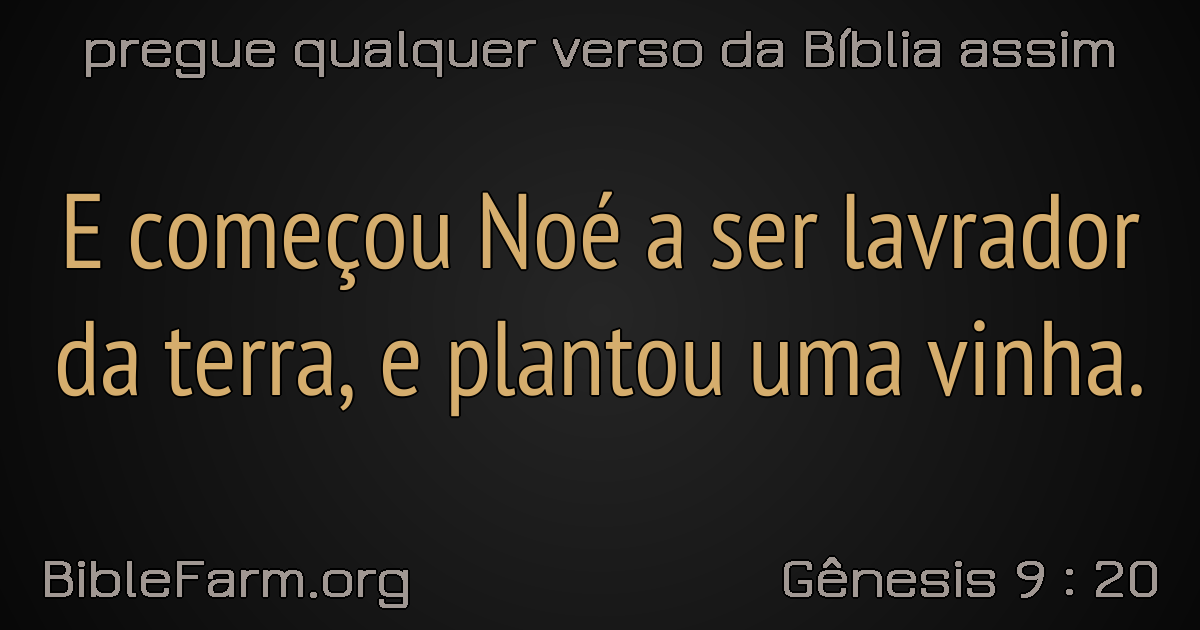 pregue qualquer verso da Bíblia assim
E começou Noé a ser lavrador
da terra, e plantou uma vinha.
BibleFarm.org
Gênesis 9 : 20